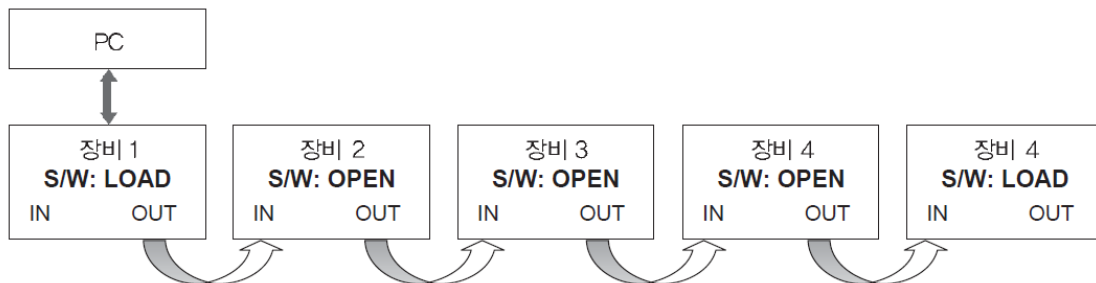 PC
장비 1
S/W: LOAD
IN OUT
장비 2
S/W: OPEN
IN OUT
장비 3
S/W: OPEN
IN OUT
장비 4
S/W: OPEN
IN OUT
장비 4
S/W: LOAD
IN OUT